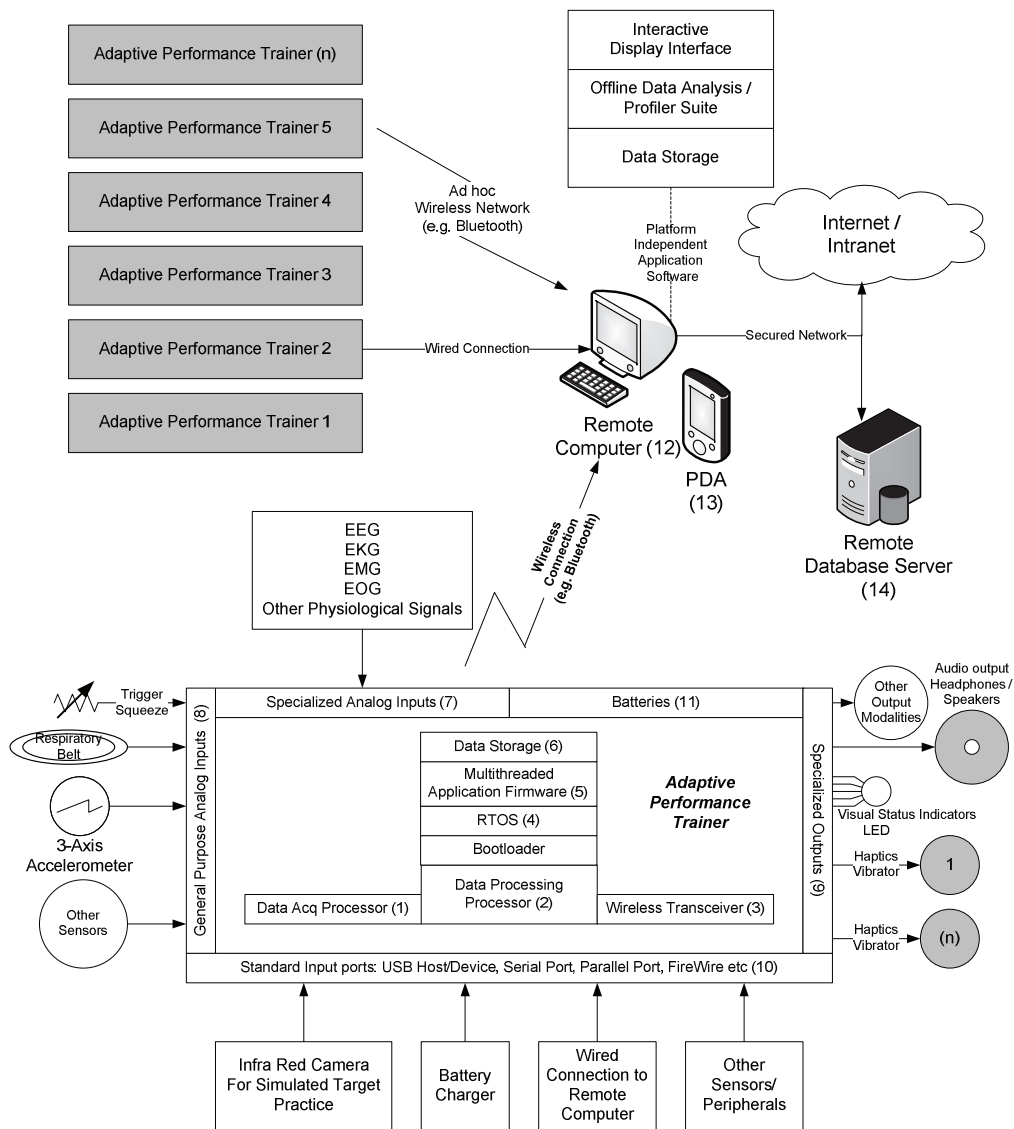 Adaptive Performance Trainer (n)
Adaptive Performance Trainer 5
Adaptive Performance Trainer 4
Adaptive Performance Trainer 3
Adaptive Performance Trainer 2
Adaptive Performance Trainer 1
Ad hoc
Wireless Network
(e.g. Bluetooth)
Wired Connection
Interactive
Display Interface
Offline Data Analysis /
Profiler Suite
Data Storage
Platform
Independent
Application
Software
Internet /
Intranet
Secured Network
Remote
Computer (12)
PDA
(13)
Remote
Database Server
(14)
EEG
EKG
EMG
EOG
Other Physiological Signals
Wireless
Connection
(e.g. Bluetooth)
Trigger
Squeeze
Respiratory
Belt
3-Axis
Accelerometer
Other
Sensors
General Purpose Analog Inputs (8)
Specialized Analog Inputs (7)
Batteries (11)
Data Storage (6)
Multithreaded
Application Firmware (5)
RTOS (4)
Bootloader
Data Processing
Processor (2)
Data Acq Processor (1)
Wireless Transceiver (3)
Adaptive
Performance
Trainer
Specialized Outputs (9)
Other
Output
Modalities
Audio output
Headphones /
Speakers
Visual Status Indicators
LED
Haptics
Vibrator
1
Haptics
Vibrator
(n)
Standard Input ports: USB Host/Device, Serial Port, Parallel Port, FireWire etc (10)
Infra Red Camera
For Simulated Target
Practice
Battery
Charger
Wired
Connection to
Remote
Computer
Other
Sensors/
Peripherals